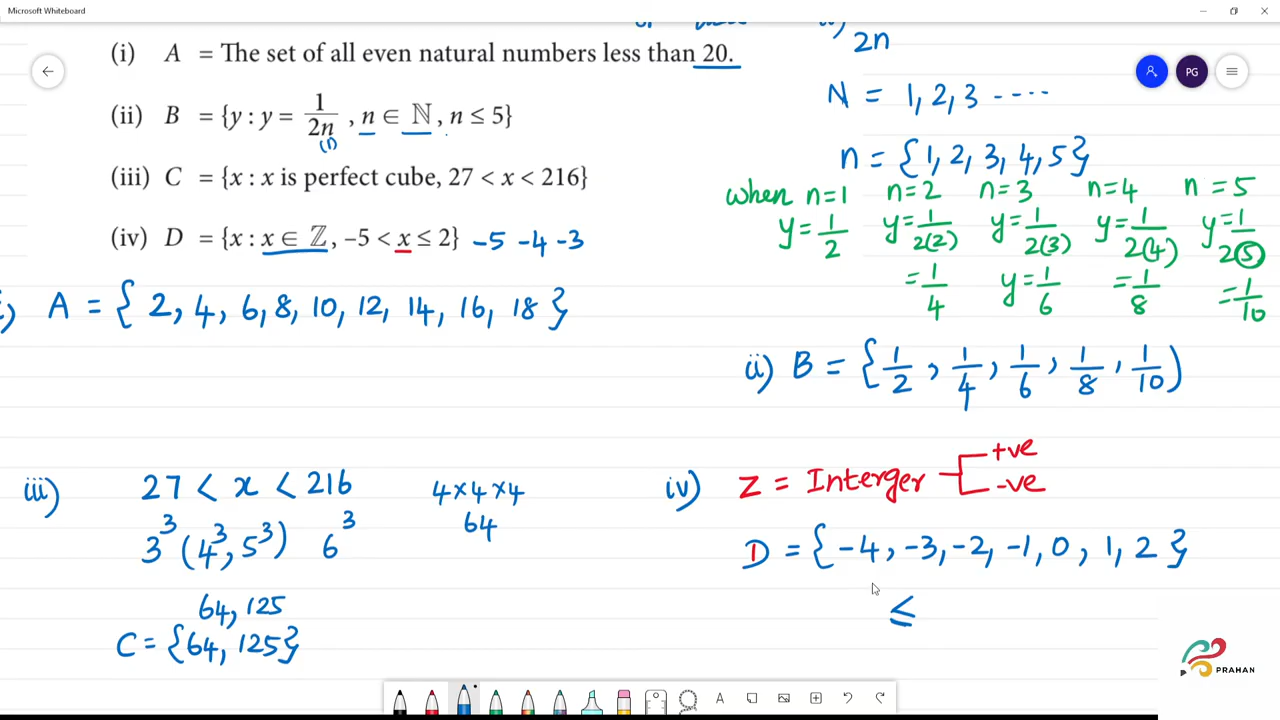 Microsoft Whiteboard
2n
(i) A = The set of all even natural numbers less than 20.
(ii) B = {y : y = 1/2n , n ∈ ℕ, n ≤ 5}
(1)
(iii) C = {x : x is perfect cube, 27 < x < 216}
(iv) D = {x : x ∈ ℤ, –5 < x ≤ 2} -5 -4 -3
PG
N = 1, 2, 3 ....
n = {1, 2, 3, 4, 5}
when n=1 n=2 n=3 n=4 n=5
y=1/2 y=1/2(2) y=1/2(3) y=1/2(4) y=1/2(5)
=1/4 y=1/6 =1/8 =1/10
A = { 2, 4, 6, 8, 10, 12, 14, 16, 18 }
ii) B = {1/2, 1/4, 1/6, 1/8, 1/10)
iii) 27 < x < 216 4×4×4
3³ (4³, 5³) 6³ 64
64, 125
C = {64, 125}
iv) Z = Interger +ve
-ve
D = { -4, -3, -2, -1, 0, 1, 2 }
≤
PRAHAN
A